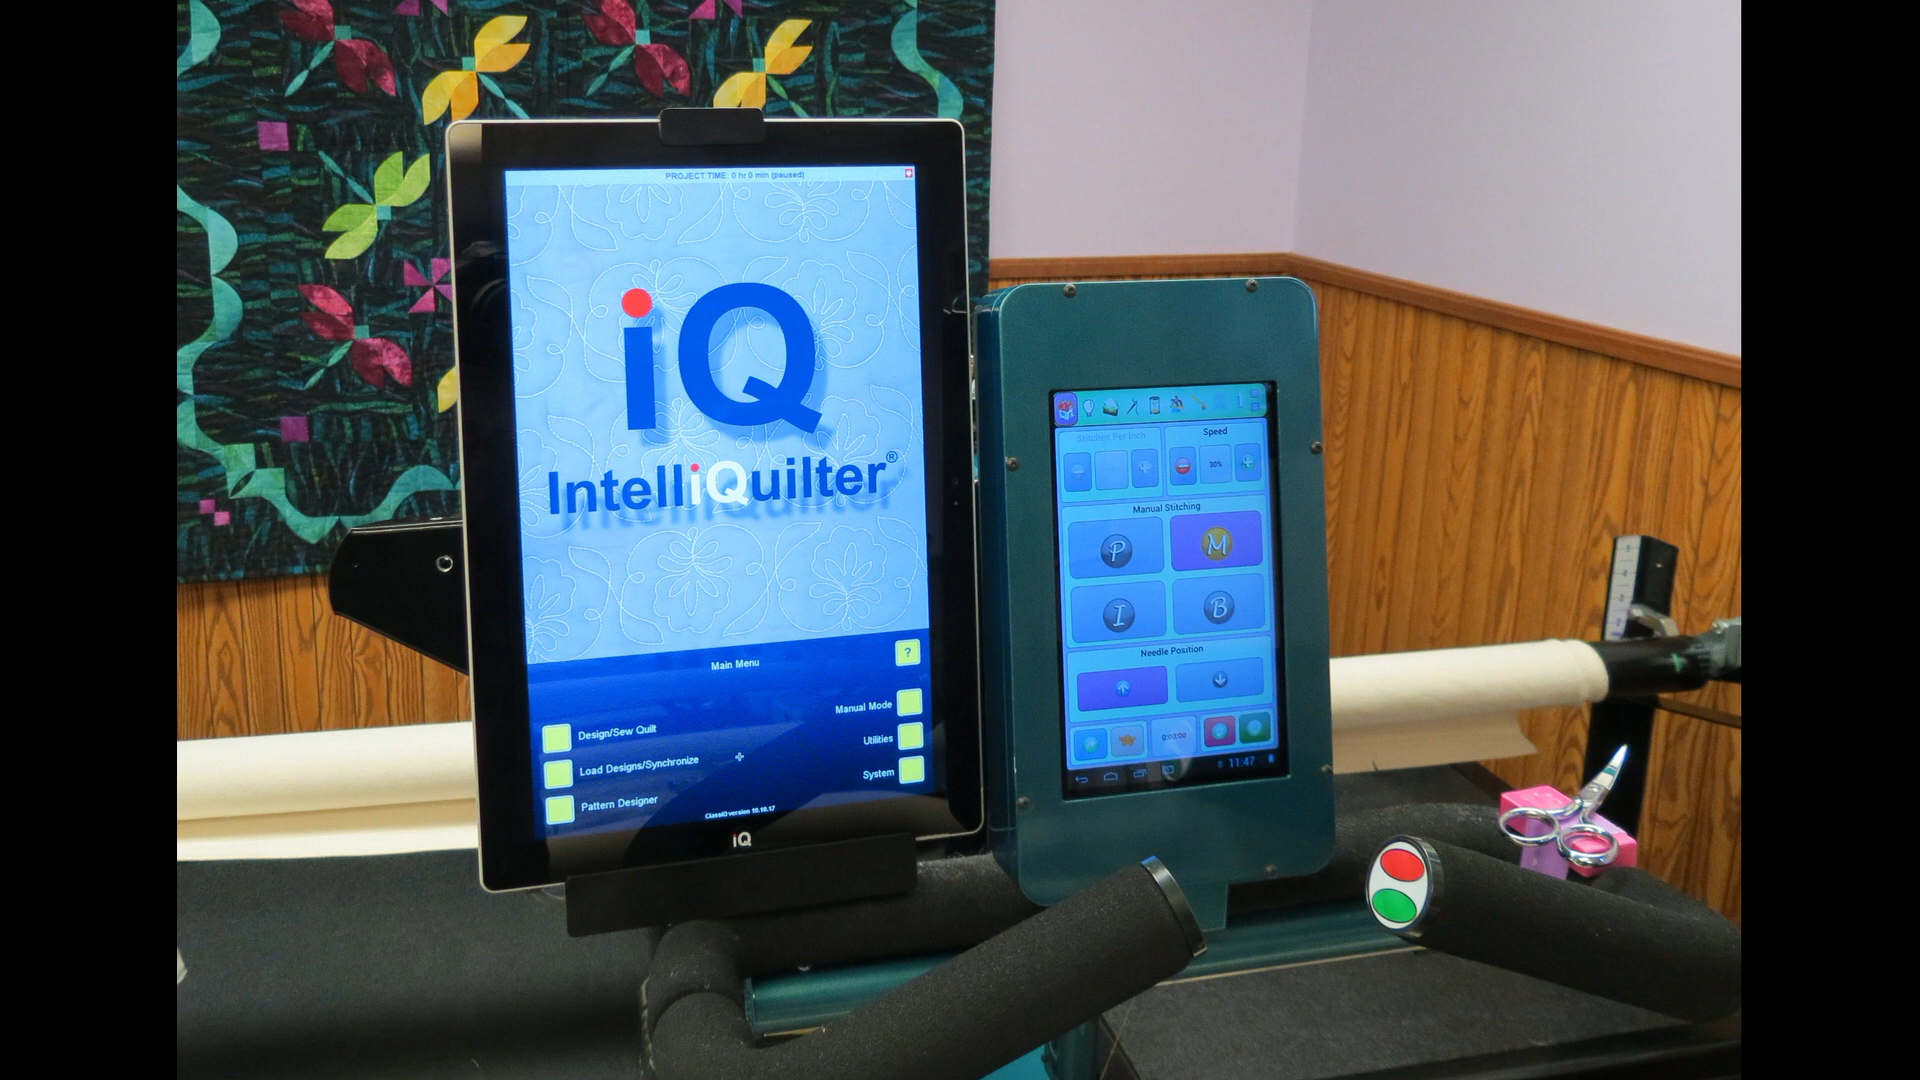 PROJECT TIME: 0 hr 0 min (paused)
iQ
IntelliQuilter®
Main Menu
?
Manual Mode
Design/Sew Quilt
Utilities
Load Designs/Synchronize
System
Pattern Designer
ClassiQ version 10.10.17
iQ
Stitches Per Inch
Speed
30%
Manual Stitching
P
M
I
B
Needle Position
0:00:00
11:47
5
4